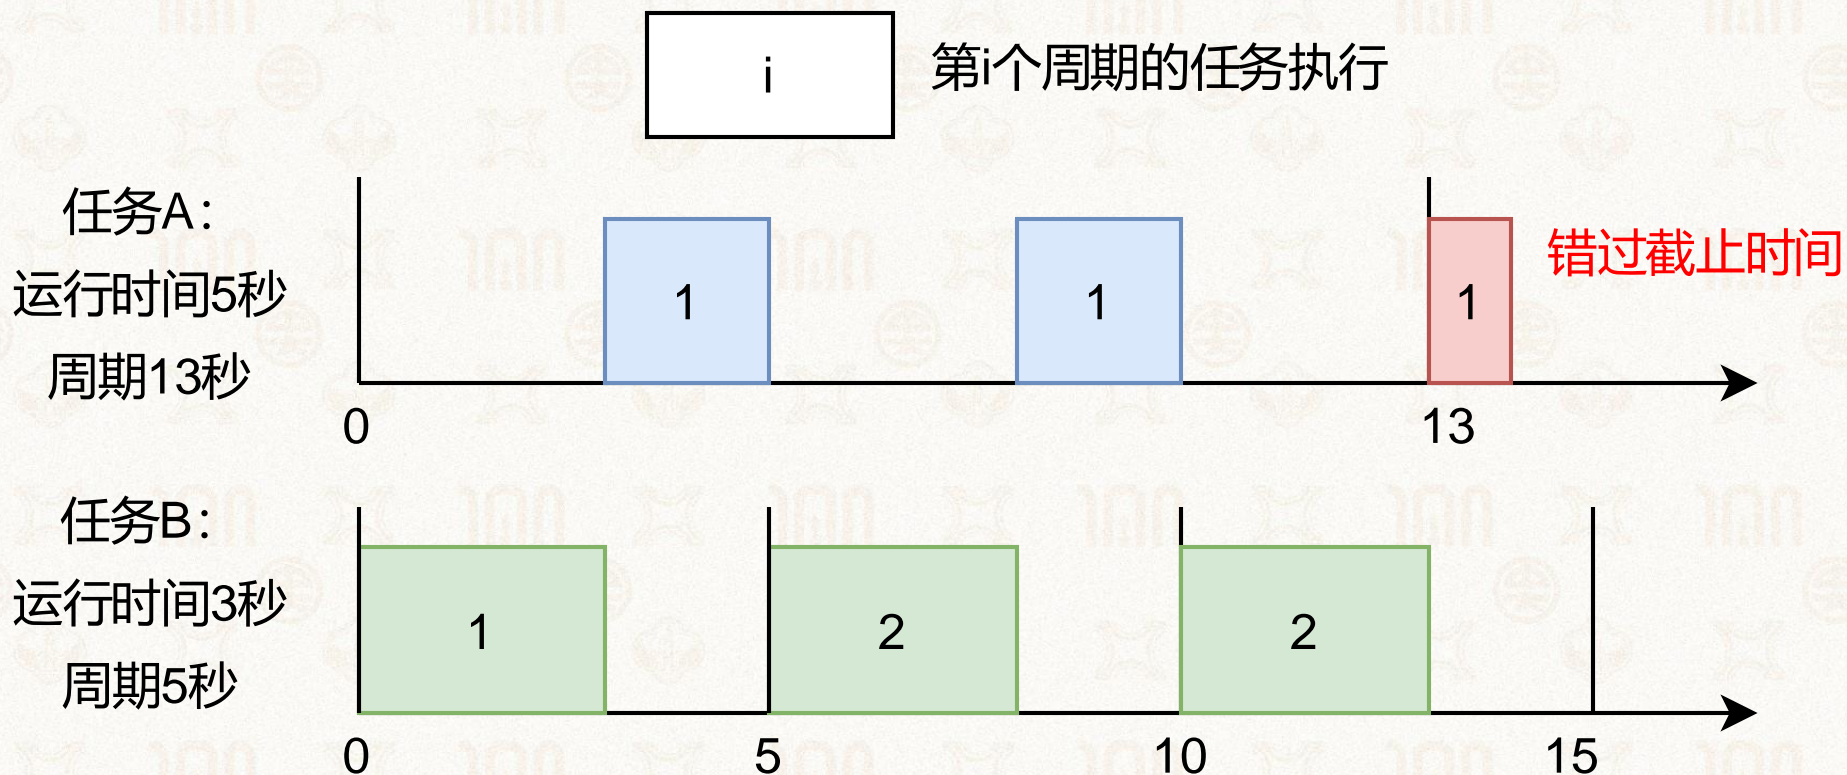 i
第i个周期的任务执行
任务A：
运行时间5秒
周期13秒
1
1
1
错过截止时间
0
13
任务B：
运行时间3秒
周期5秒
1
2
2
0
5
10
15